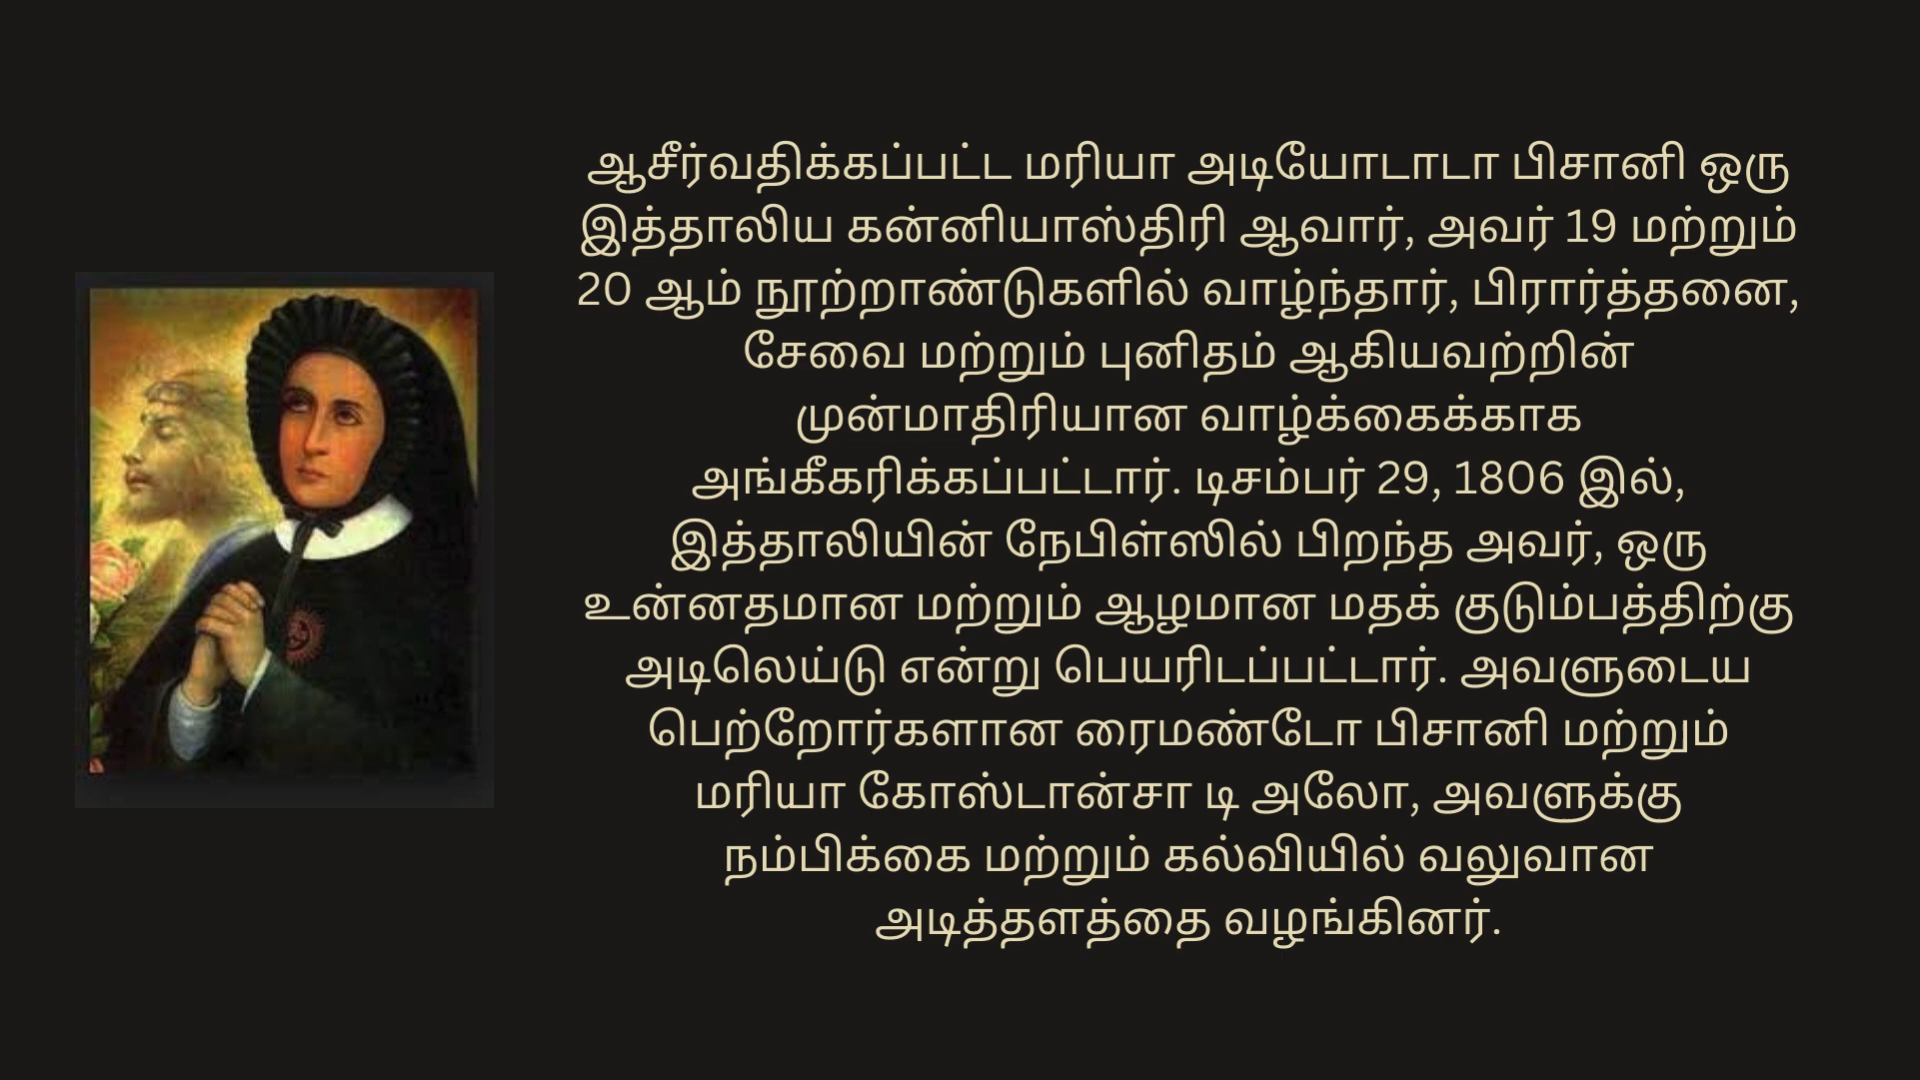 ஆசீர்வதிக்கப்பட்ட மரியா அடியோடாடா பிசானி ஒரு
இத்தாலிய கன்னியாஸ்திரி ஆவார், அவர் 19 மற்றும்
20 ஆம் நூற்றாண்டுகளில் வாழ்ந்தார், பிரார்த்தனை,
சேவை மற்றும் புனிதம் ஆகியவற்றின்
முன்மாதிரியான வாழ்க்கைக்காக
அங்கீகரிக்கப்பட்டார். டிசம்பர் 29, 1806 இல்,
இத்தாலியின் நேபிள்ஸில் பிறந்த அவர், ஒரு
உன்னதமான மற்றும் ஆழமான மதக் குடும்பத்திற்கு
அடிலெய்டு என்று பெயரிடப்பட்டார். அவளுடைய
பெற்றோர்களான ரைமண்டோ பிசானி மற்றும்
மரியா கோஸ்டான்சா டி அலோ, அவளுக்கு
நம்பிக்கை மற்றும் கல்வியில் வலுவான
அடித்தளத்தை வழங்கினர்.